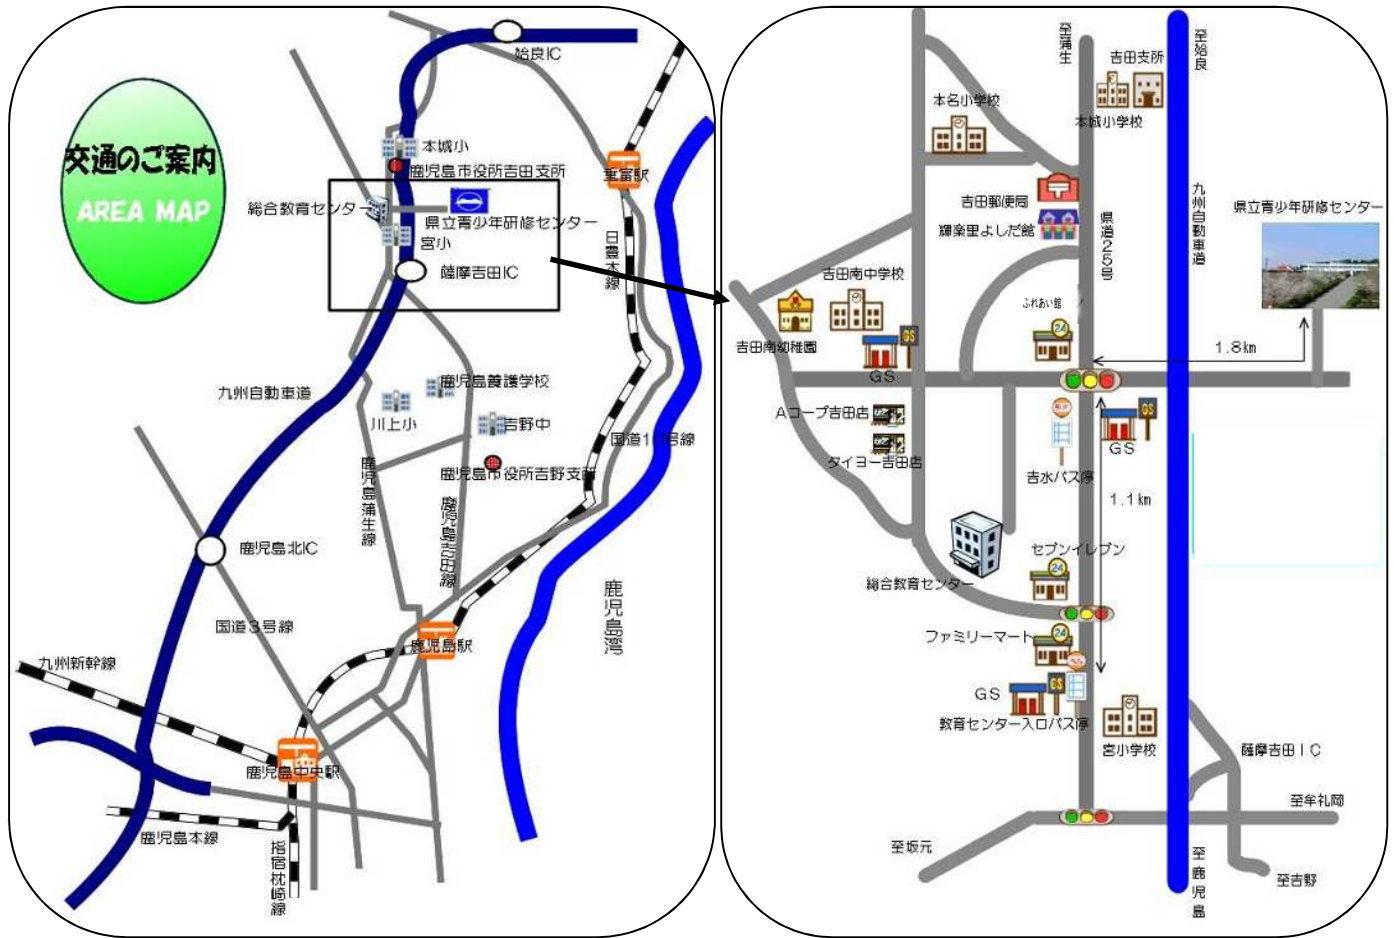 交通のご案内
AREA MAP
姶良IC
本城小
鹿児島市役所吉田支所
重富駅
総合教育センター
県立青少年研修センター
宮小
薩摩吉田IC
日豊本線
九州自動車道
鹿児島養護学校
川上小
吉野中
国道10号線
鹿児島市役所吉野支所
鹿児島蒲生線
鹿児島吉田線
鹿児島北IC
国道3号線
鹿児島湾
鹿児島駅
九州新幹線
鹿児島中央駅
鹿児島本線
指宿枕崎線
至蒲生
至姶良
吉田支所
本名小学校
本城小学校
吉田郵便局
輝楽里よしだ館
県道25号
九州自動車道
県立青少年研修センター
吉田南中学校
ふれあい館
24
吉田南幼稚園
GS
GS
1.8km
Aコープ吉田店
タイヨー吉田店
GS
GS
吉水バス停
1.1km
セブンイレブン
24
総合教育センター
ファミリーマート
24
GS
GS
教育センター入口バス停
宮小学校
薩摩吉田IC
至牟礼岡
至坂元
至吉野
至鹿児島